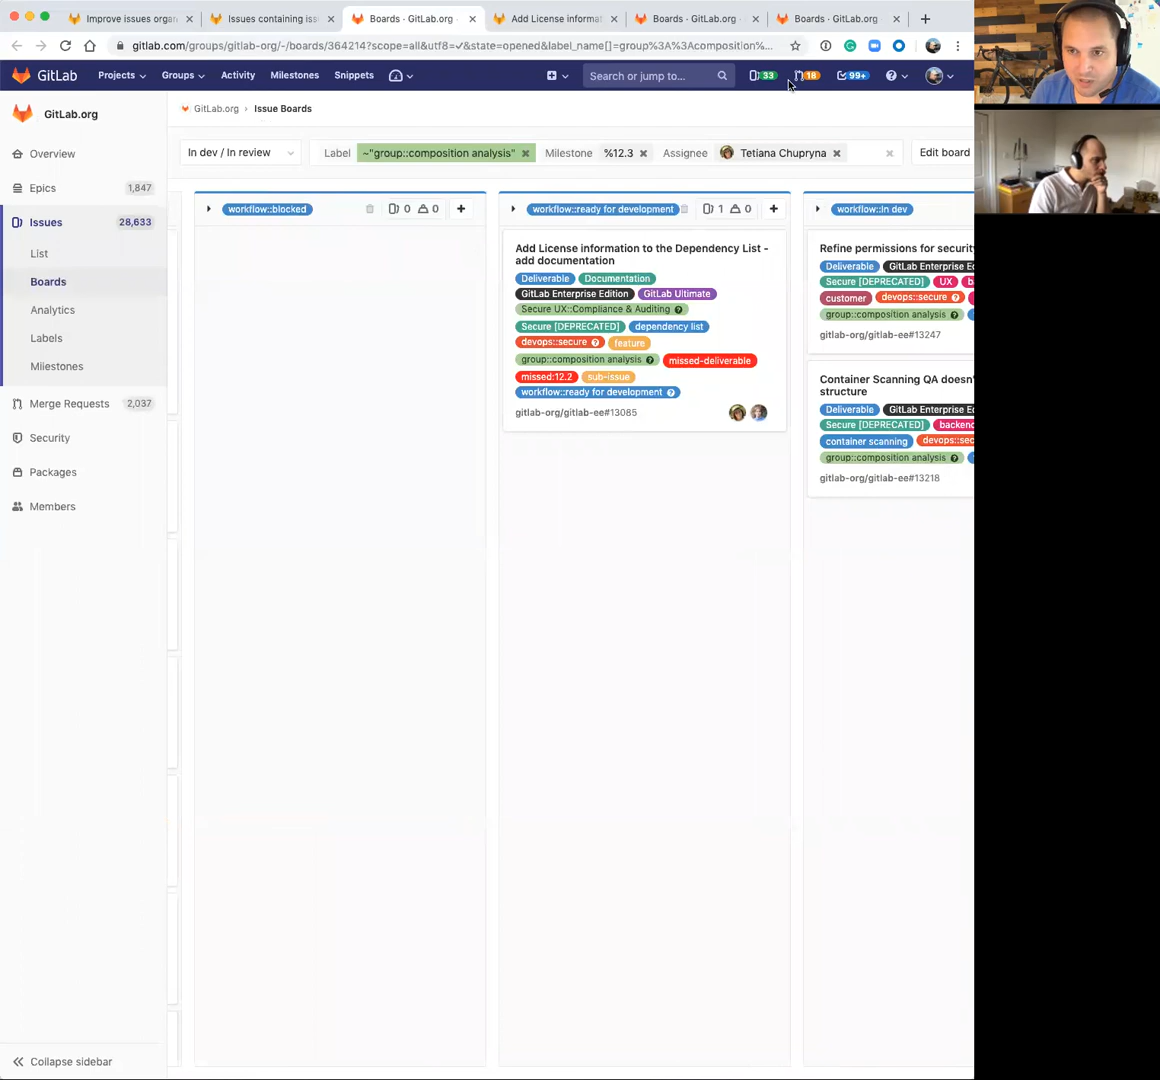 Improve issues organ
Issues containing iss
Boards · GitLab.org
Add License informat
Boards · GitLab.org
Boards · GitLab.org
gitlab.com/groups/gitlab-org/-/boards/364214?scope=all&utf8=✓&state=opened&label_name[]=group%3A%3Acomposition%...
GitLab
Projects
Groups
Activity
Milestones
Snippets
Search or jump to...
33
18
99+
GitLab.org
GitLab.org › Issue Boards
Overview
In dev / In review
Label ~"group::composition analysis"
Milestone %12.3
Assignee Tetiana Chupryna
Edit board
Epics 1,847
Issues 28,633
List
Boards
Analytics
Labels
Milestones
Merge Requests 2,037
Security
Packages
Members
Collapse sidebar
workflow::blocked
0 0
workflow::ready for development
1 0
Add License information to the Dependency List -
add documentation
Deliverable Documentation
GitLab Enterprise Edition GitLab Ultimate
Secure UX::Compliance & Auditing
Secure [DEPRECATED] dependency list
devops::secure feature
group::composition analysis missed-deliverable
missed:12.2 sub-issue
workflow::ready for development
gitlab-org/gitlab-ee#13085
workflow::In dev
Refine permissions for security
Deliverable GitLab Enterprise Ed
Secure [DEPRECATED] UX b
customer devops::secure
group::composition analysis
gitlab-org/gitlab-ee#13247
Container Scanning QA doesn'
structure
Deliverable GitLab Enterprise E
Secure [DEPRECATED] backend
container scanning devops::sec
group::composition analysis
gitlab-org/gitlab-ee#13218